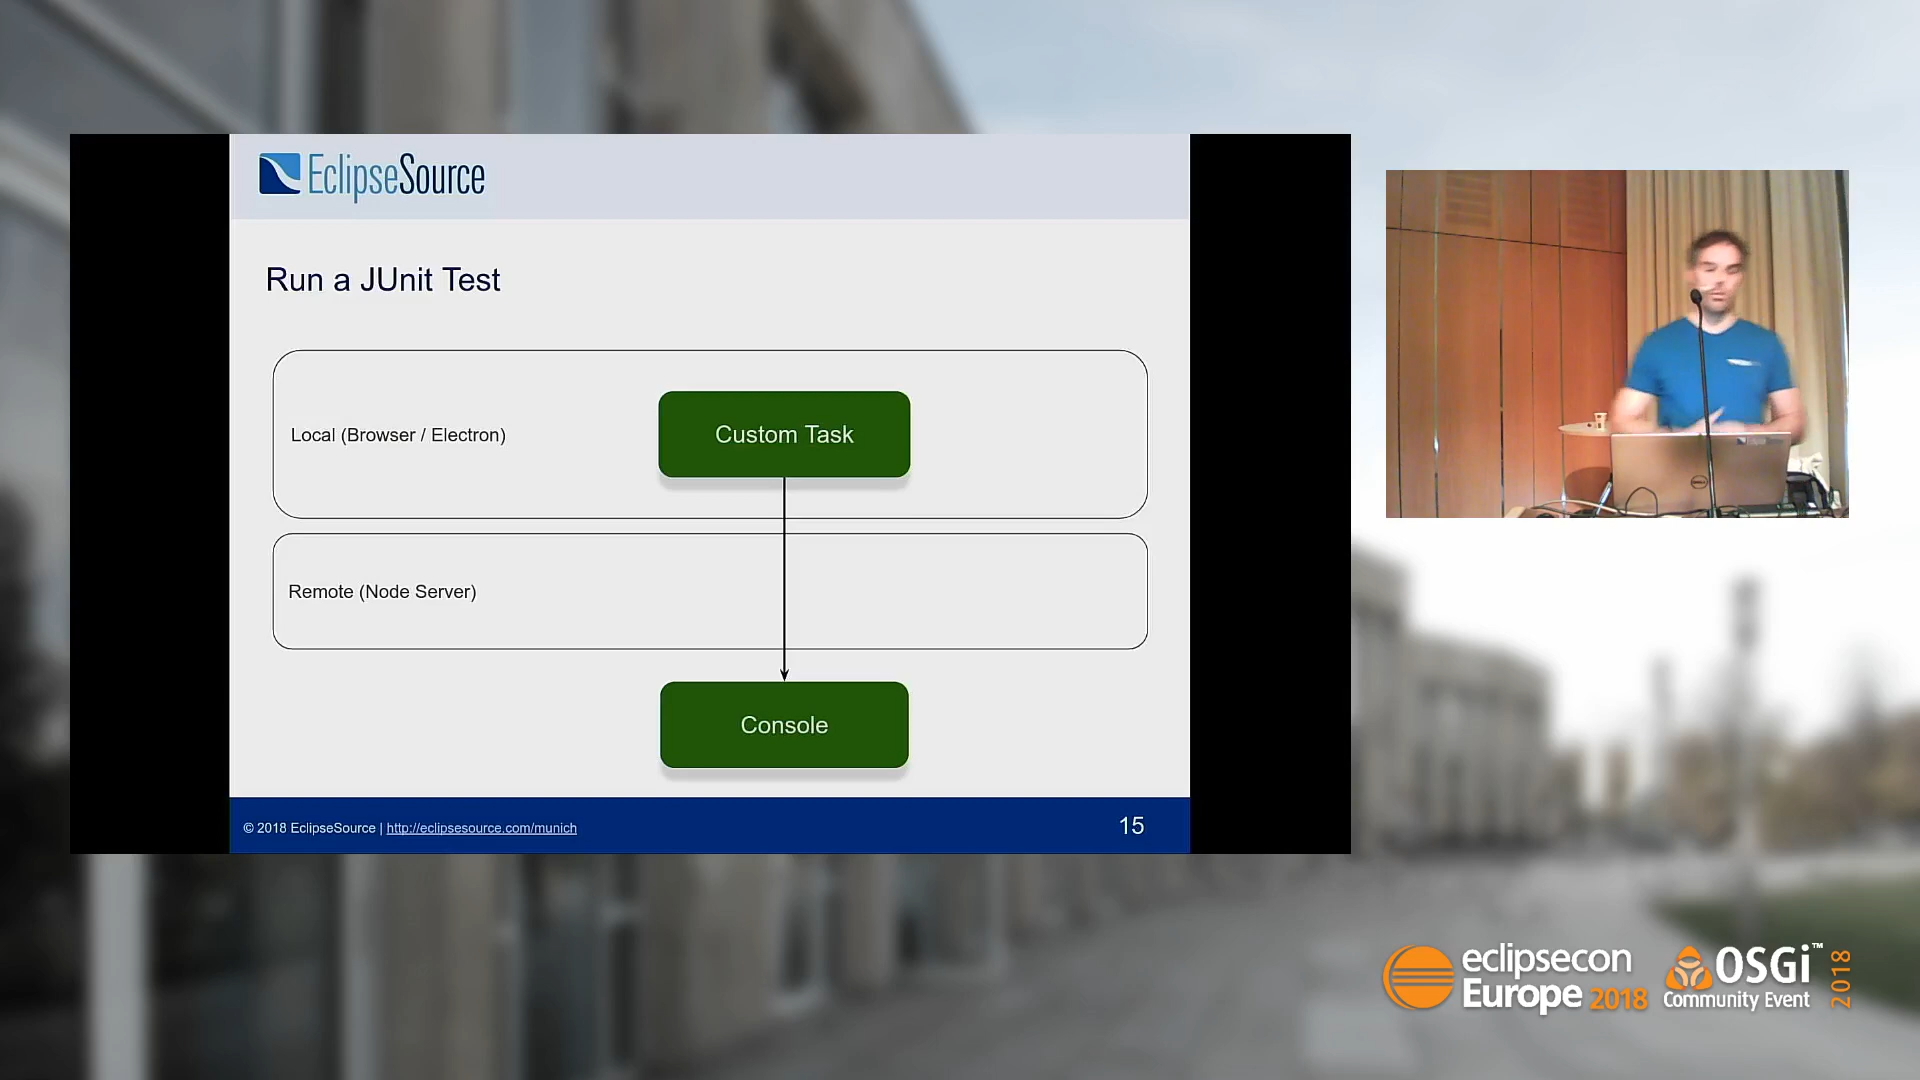 EclipseSource
Run a JUnit Test
Local (Browser / Electron)
Custom Task
Remote (Node Server)
Console
© 2018 EclipseSource | http://eclipsesource.com/munich
15
eclipsecon
Europe 2018
OSGi™
Community Event
2018